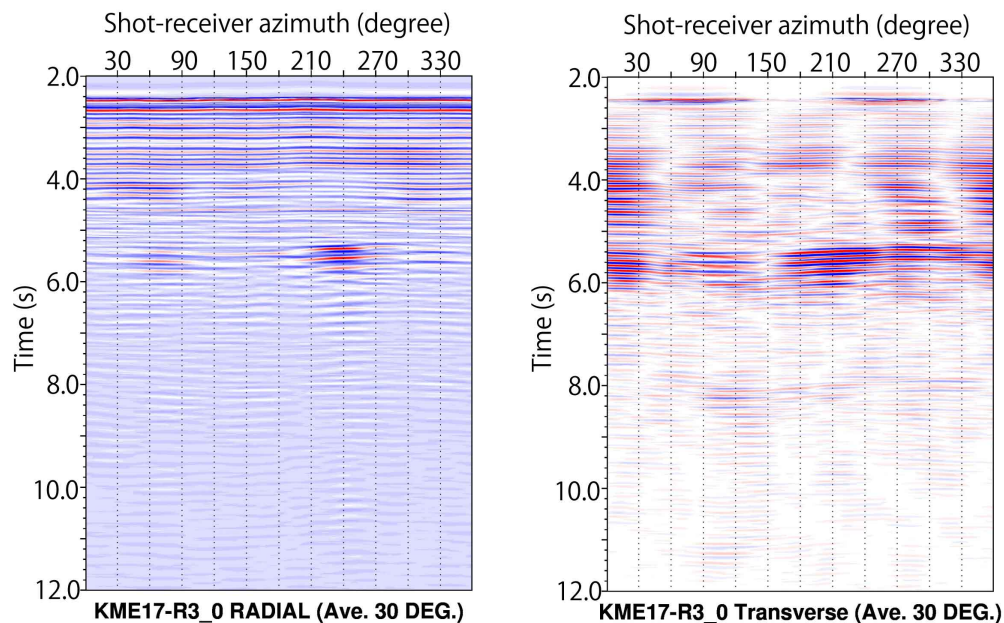 Shot-receiver azimuth (degree)
30 90 150 210 270 330
2.0
4.0
6.0
8.0
10.0
12.0
Time (s)
KME17-R3_0 RADIAL (Ave. 30 DEG.)
Shot-receiver azimuth (degree)
30 90 150 210 270 330
2.0
4.0
6.0
8.0
10.0
12.0
Time (s)
KME17-R3_0 Transverse (Ave. 30 DEG.)